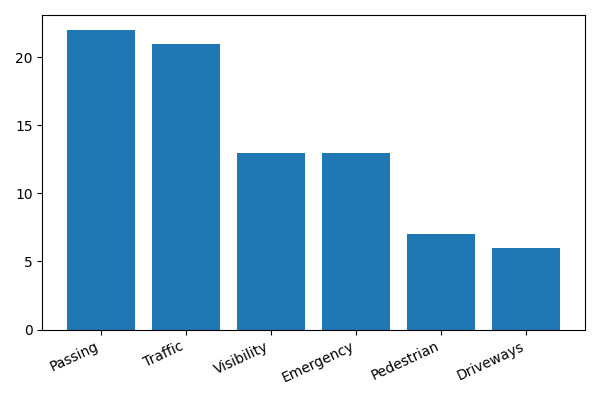 20
15
10
5
0
Passing
Traffic
Visibility
Emergency
Pedestrian
Driveways